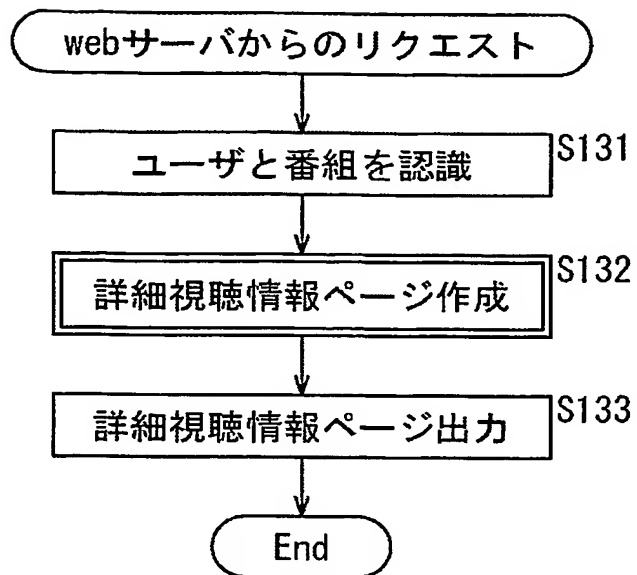 webサーバからのリクエスト
ユーザと番組を認識
S131
詳細視聴情報ページ作成
S132
詳細視聴情報ページ出力
S133
End